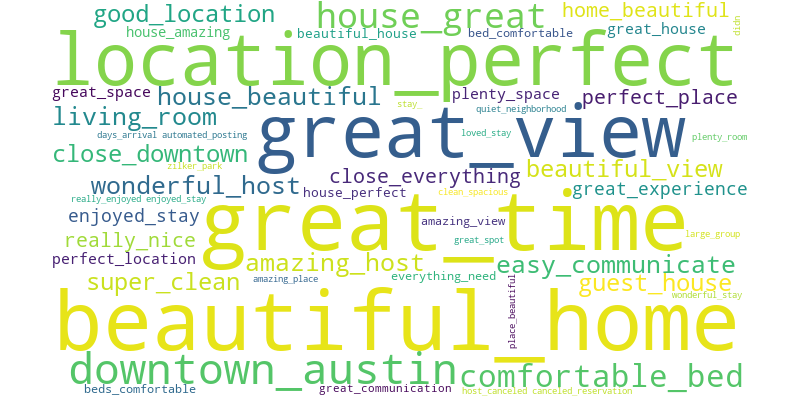 good_location
house_great
home_beautiful
house_amazing
beautiful_house
bed_comfortable
great_house
didn
location_perfect
great_space
house_beautiful
stay_
plenty_space
perfect_place
living_room
quiet_neighborhood
great_view
days_arrival automated_posting
loved_stay
plenty_room
close_downtown
zilker_park
close_everything
beautiful_view
wonderful_host
house_perfect
clean_spacious
great_experience
really_enjoyed enjoyed_stay
enjoyed_stay
great_time
amazing_view
really_nice
great_spot
large_group
perfect_location
amazing_host
easy_communicate
super_clean
amazing_place
everything_need
place_beautiful
guest_house
wonderful_stay
beautiful_home
downtown_austin
comfortable_bed
beds_comfortable
great_communication
host_canceled canceled_reservation